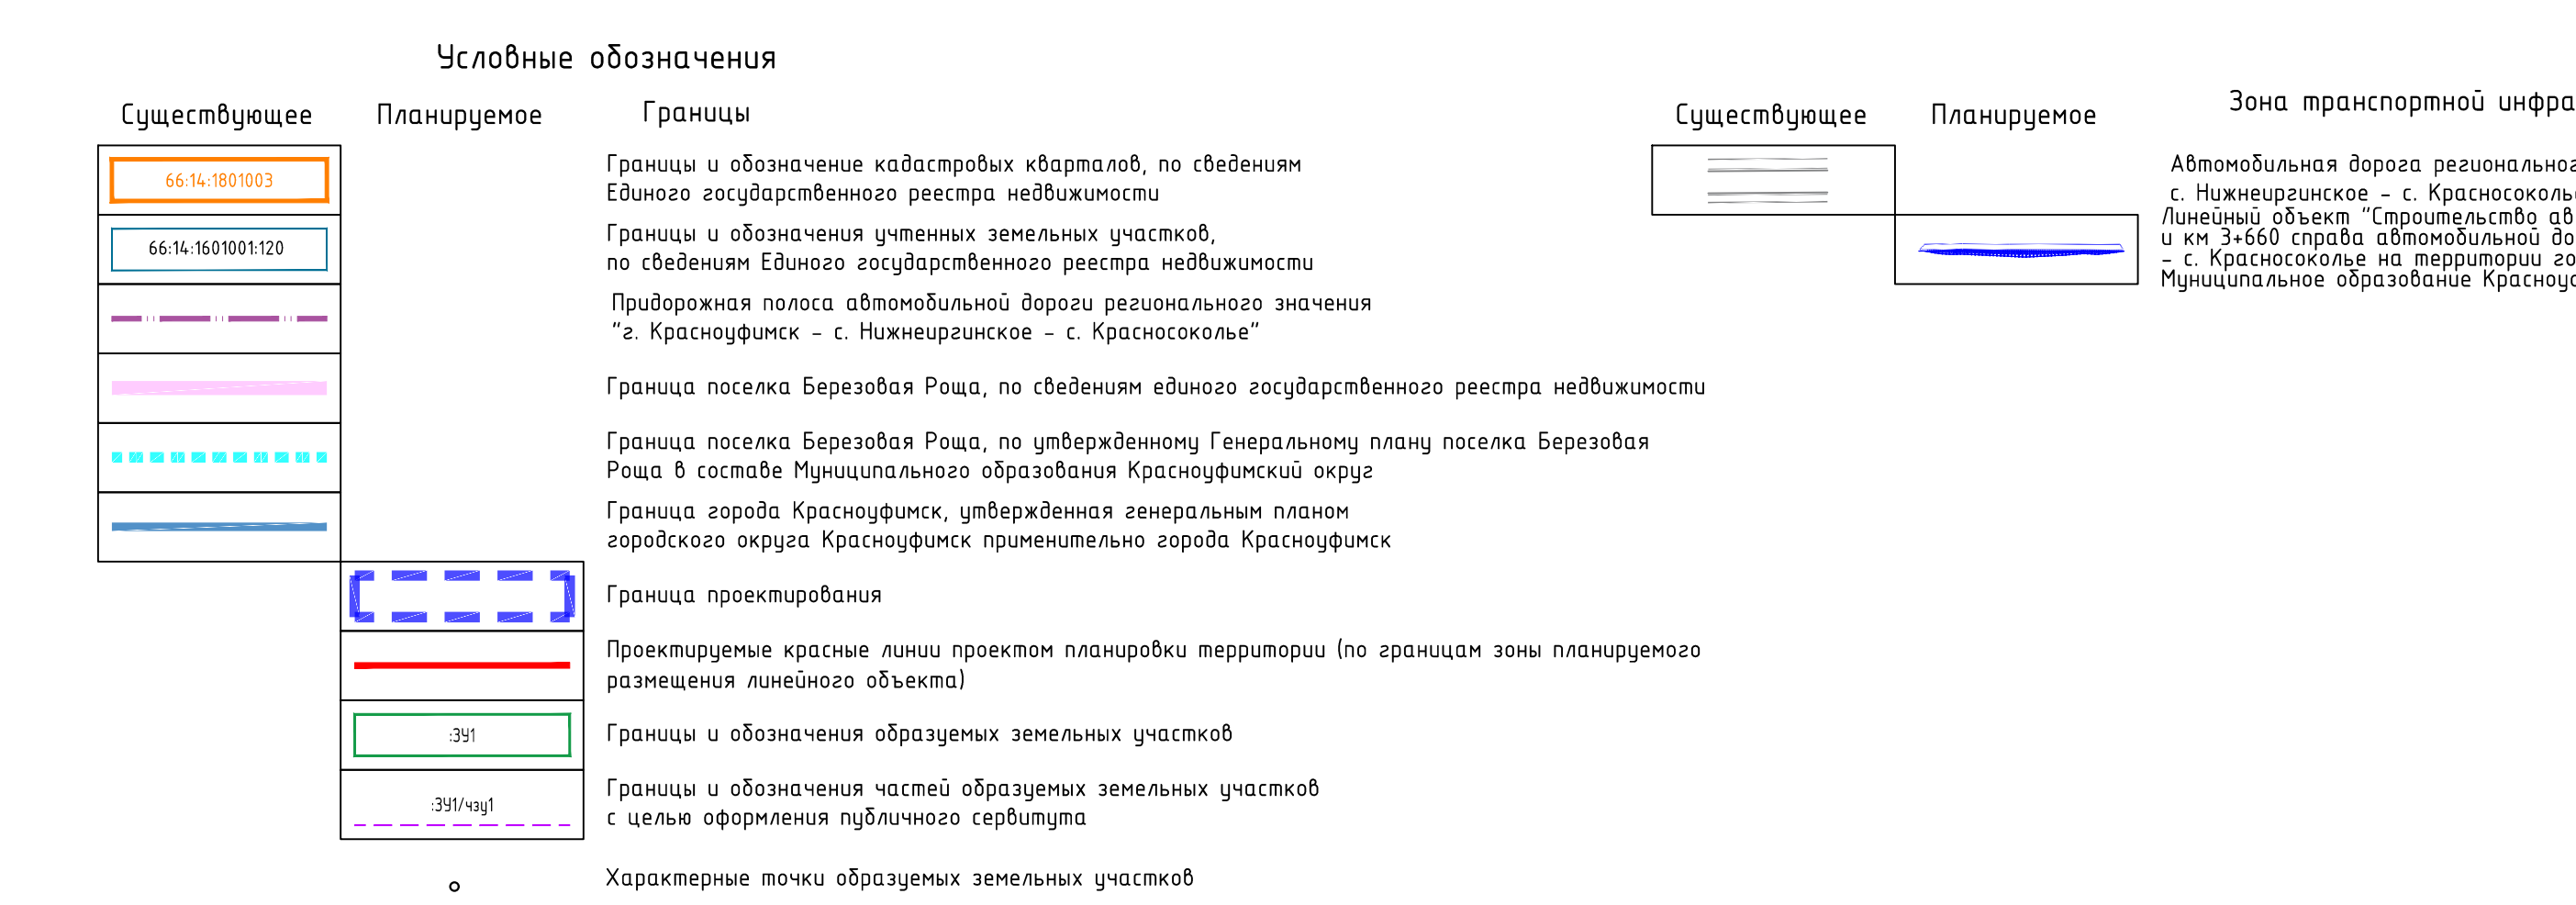 Условные обозначения
Существующее
Планируемое
Границы
66:14:1801003
Границы и обозначение кадастровых кварталов, по сведениям
Единого государственного реестра недвижимости
66:14:1601001:120
Границы и обозначения учтенных земельных участков,
по сведениям Единого государственного реестра недвижимости
Придорожная полоса автомобильной дороги регионального значения
"г. Красноуфимск - с. Нижнеиргинское - с. Красносоколье"
Граница поселка Березовая Роща, по сведениям единого государственного реестра недвижимости
Граница поселка Березовая Роща, по утвержденному Генеральному плану поселка Березовая
Роща в составе Муниципального образования Красноуфимский округ
Граница города Красноуфимск, утвержденная генеральным планом
городского округа Красноуфимск применительно города Красноуфимск
Граница проектирования
Проектируемые красные линии проектом планировки территории (по границам зоны планируемого
размещения линейного объекта)
:ЗУ1
Границы и обозначения образуемых земельных участков
:ЗУ1/чзу1
Границы и обозначения частей образуемых земельных участков
с целью оформления публичного сервитута
Характерные точки образуемых земельных участков
Существующее
Планируемое
Зона транспортной
Автомобильная дорога
с. Нижнеиргинское - с.
Линейный объект "Строительство
и км 3+660 справа автомобильной
- с. Красносоколье на территории
Муниципальное образование